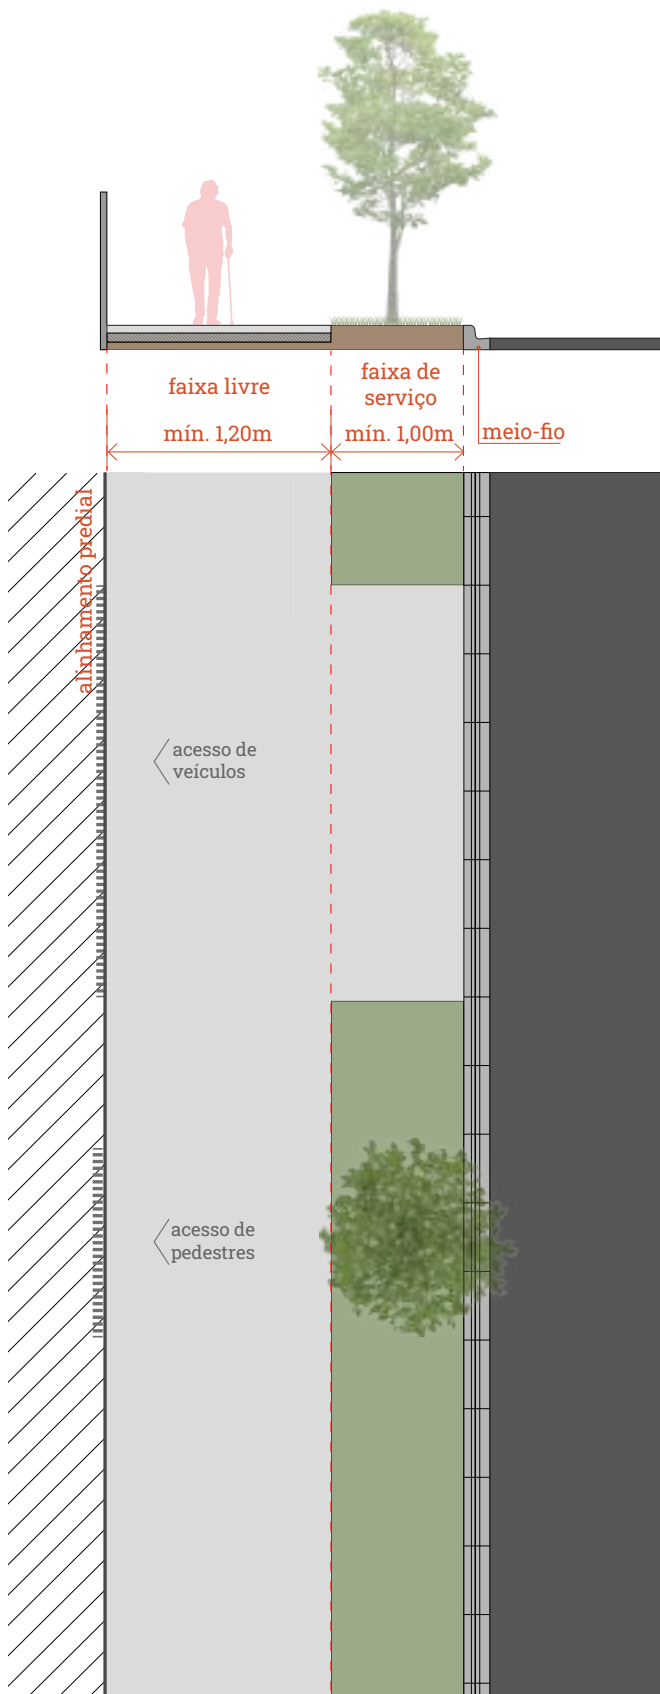 faixa livre
faixa de
serviço
mín. 1,20m
mín. 1,00m
meio-fio
alinhamento predial
acesso de
veículos
acesso de
pedestres